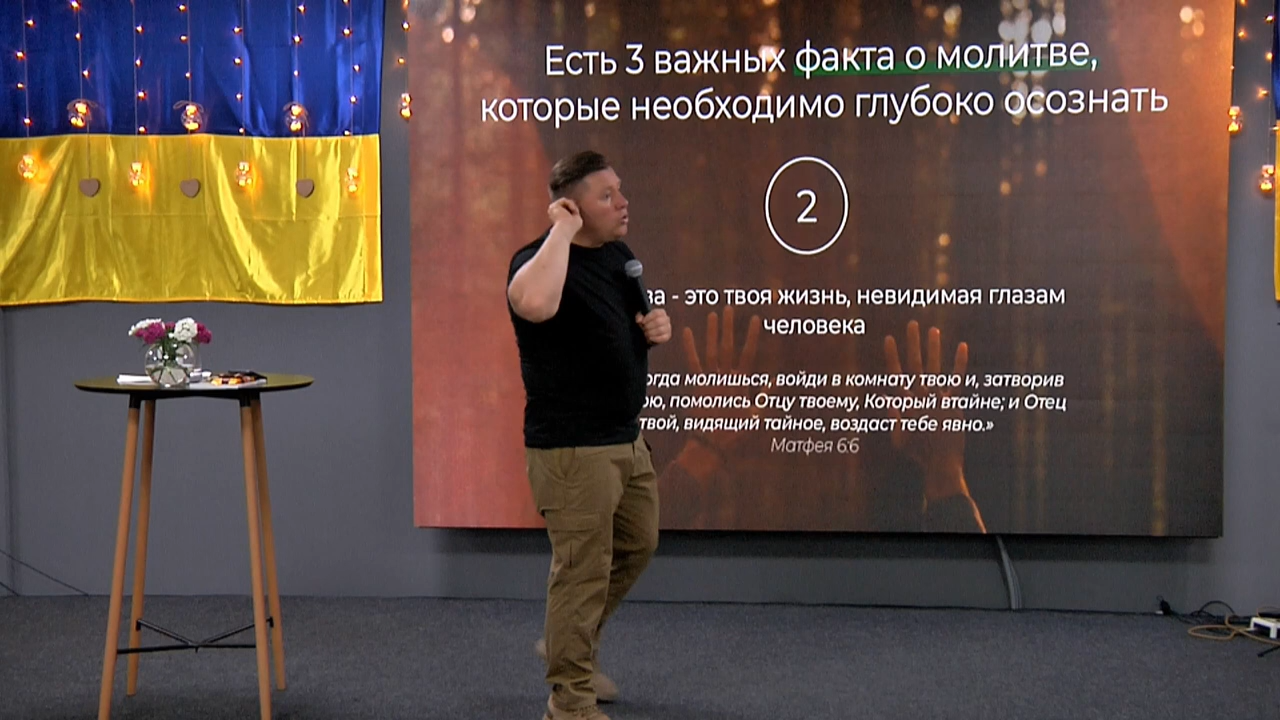 Есть 3 важных факта о молитве,
которые необходимо глубоко осознать
2
- это твоя жизнь, невидимая глазам
человека
молишься, войди в комнату твою и, затворив
помолись Отцу твоему, Который втайне; и Отец
твой, видящий тайное, воздаст тебе явно.»
Матфея 6:6